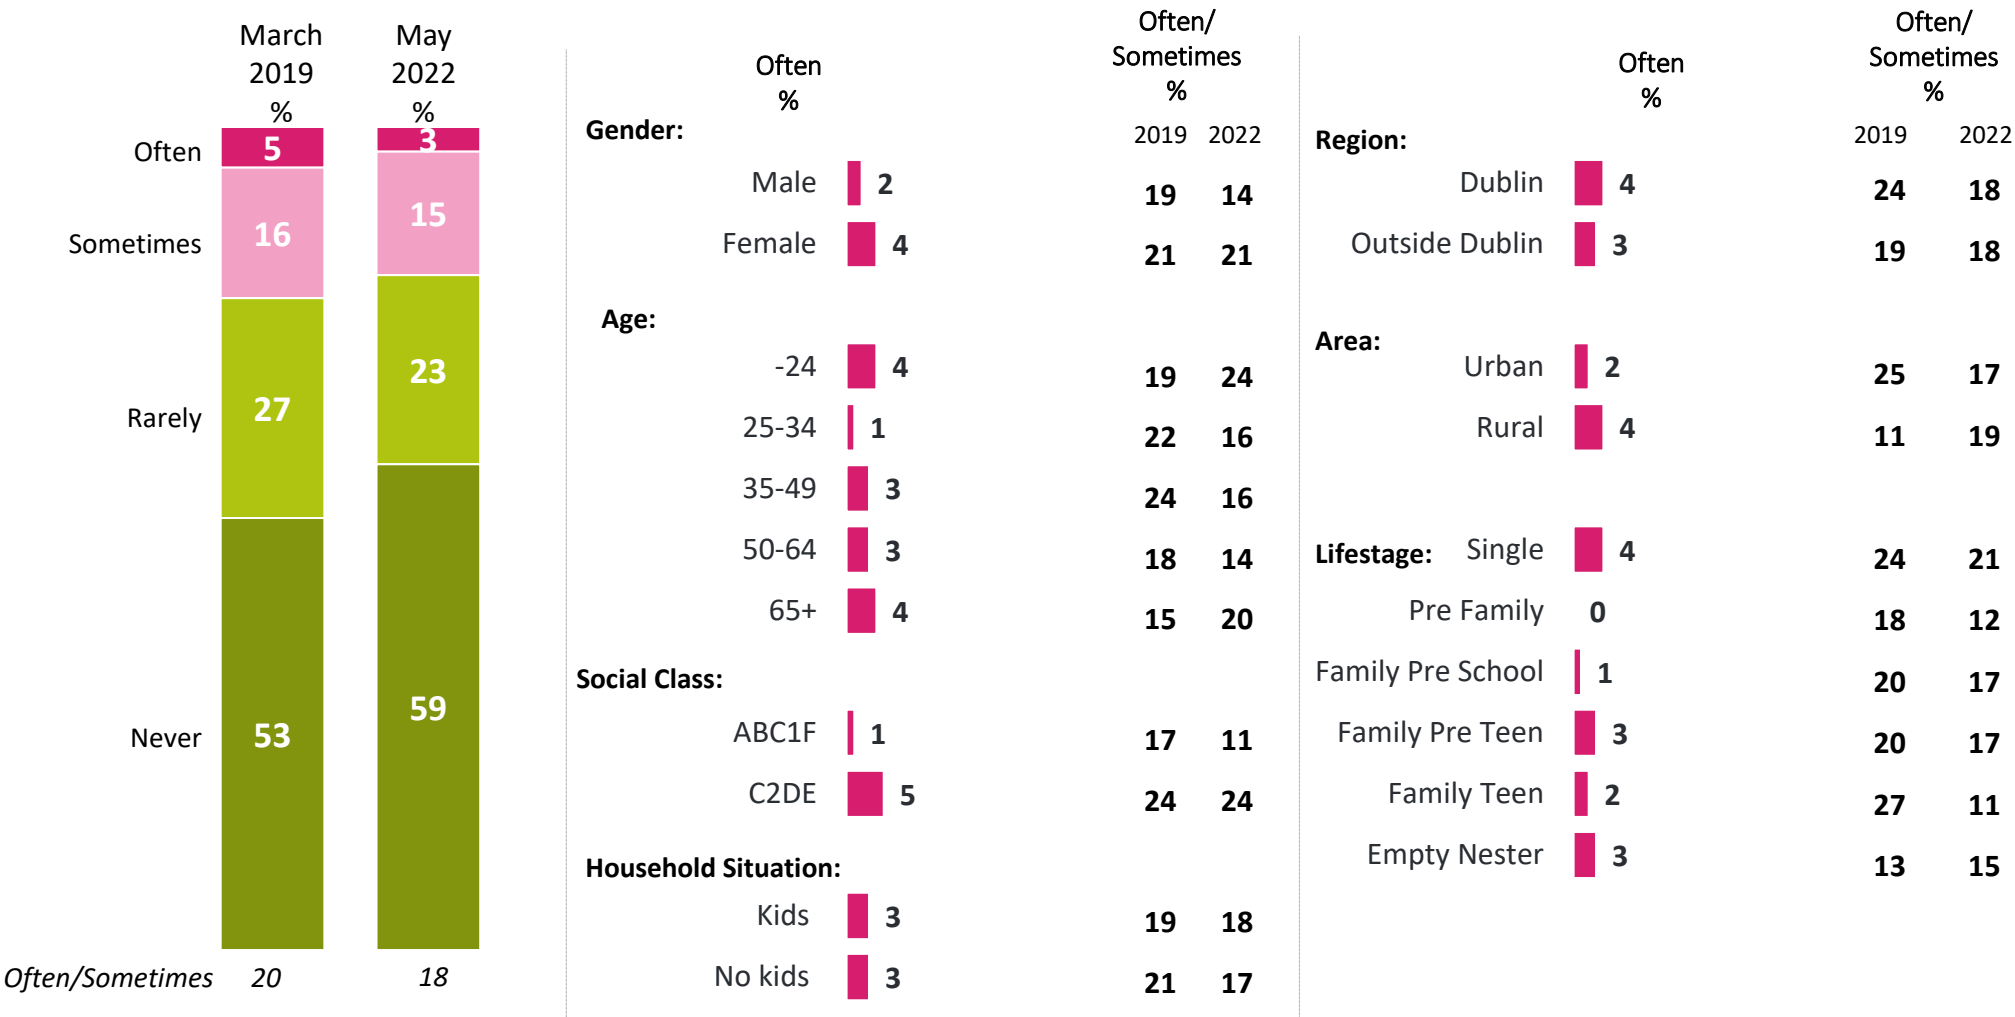 March 2019 %
May 2022 %
Often 5 3
Sometimes 16 15
Rarely 27 23
Never 53 59
Often/Sometimes 20 18
Often %
Often/ Sometimes %
Gender: 2019 2022
Male 2 19 14
Female 4 21 21
Age:
-24 4 19 24
25-34 1 22 16
35-49 3 24 16
50-64 3 18 14
65+ 4 15 20
Social Class:
ABC1F 1 17 11
C2DE 5 24 24
Household Situation:
Kids 3 19 18
No kids 3 21 17
Often %
Often/ Sometimes %
Region: 2019 2022
Dublin 4 24 18
Outside Dublin 3 19 18
Area:
Urban 2 25 17
Rural 4 11 19
Lifestage: Single 4 24 21
Pre Family 0 18 12
Family Pre School 1 20 17
Family Pre Teen 3 20 17
Family Teen 2 27 11
Empty Nester 3 13 15